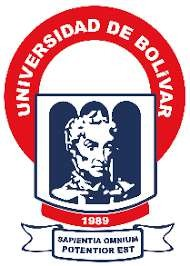 UNIVERSIDAD DE BOLIVAR
1989
SAPIENTIA OMNIUM
POTENTIOR EST